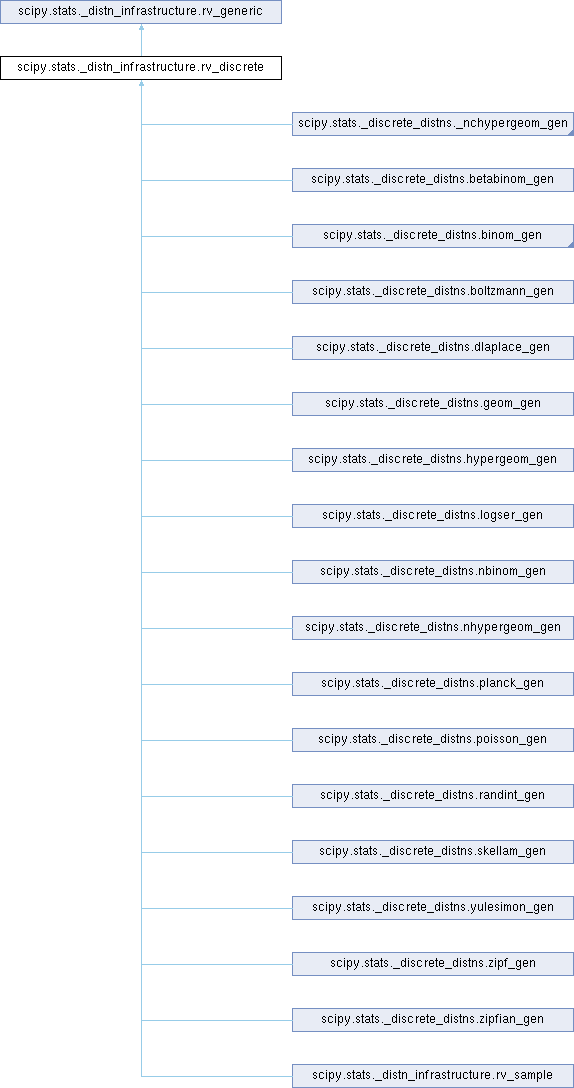 scipy.stats._distn_infrastructure.rv_generic
scipy.stats._distn_infrastructure.rv_discrete
scipy.stats._discrete_distns._nchypergeom_gen
scipy.stats._discrete_distns.betabinom_gen
scipy.stats._discrete_distns.binom_gen
scipy.stats._discrete_distns.boltzmann_gen
scipy.stats._discrete_distns.dlaplace_gen
scipy.stats._discrete_distns.geom_gen
scipy.stats._discrete_distns.hypergeom_gen
scipy.stats._discrete_distns.logser_gen
scipy.stats._discrete_distns.nbinom_gen
scipy.stats._discrete_distns.nhypergeom_gen
scipy.stats._discrete_distns.planck_gen
scipy.stats._discrete_distns.poisson_gen
scipy.stats._discrete_distns.randint_gen
scipy.stats._discrete_distns.skellam_gen
scipy.stats._discrete_distns.yulesimon_gen
scipy.stats._discrete_distns.zipf_gen
scipy.stats._discrete_distns.zipfian_gen
scipy.stats._distn_infrastructure.rv_sample